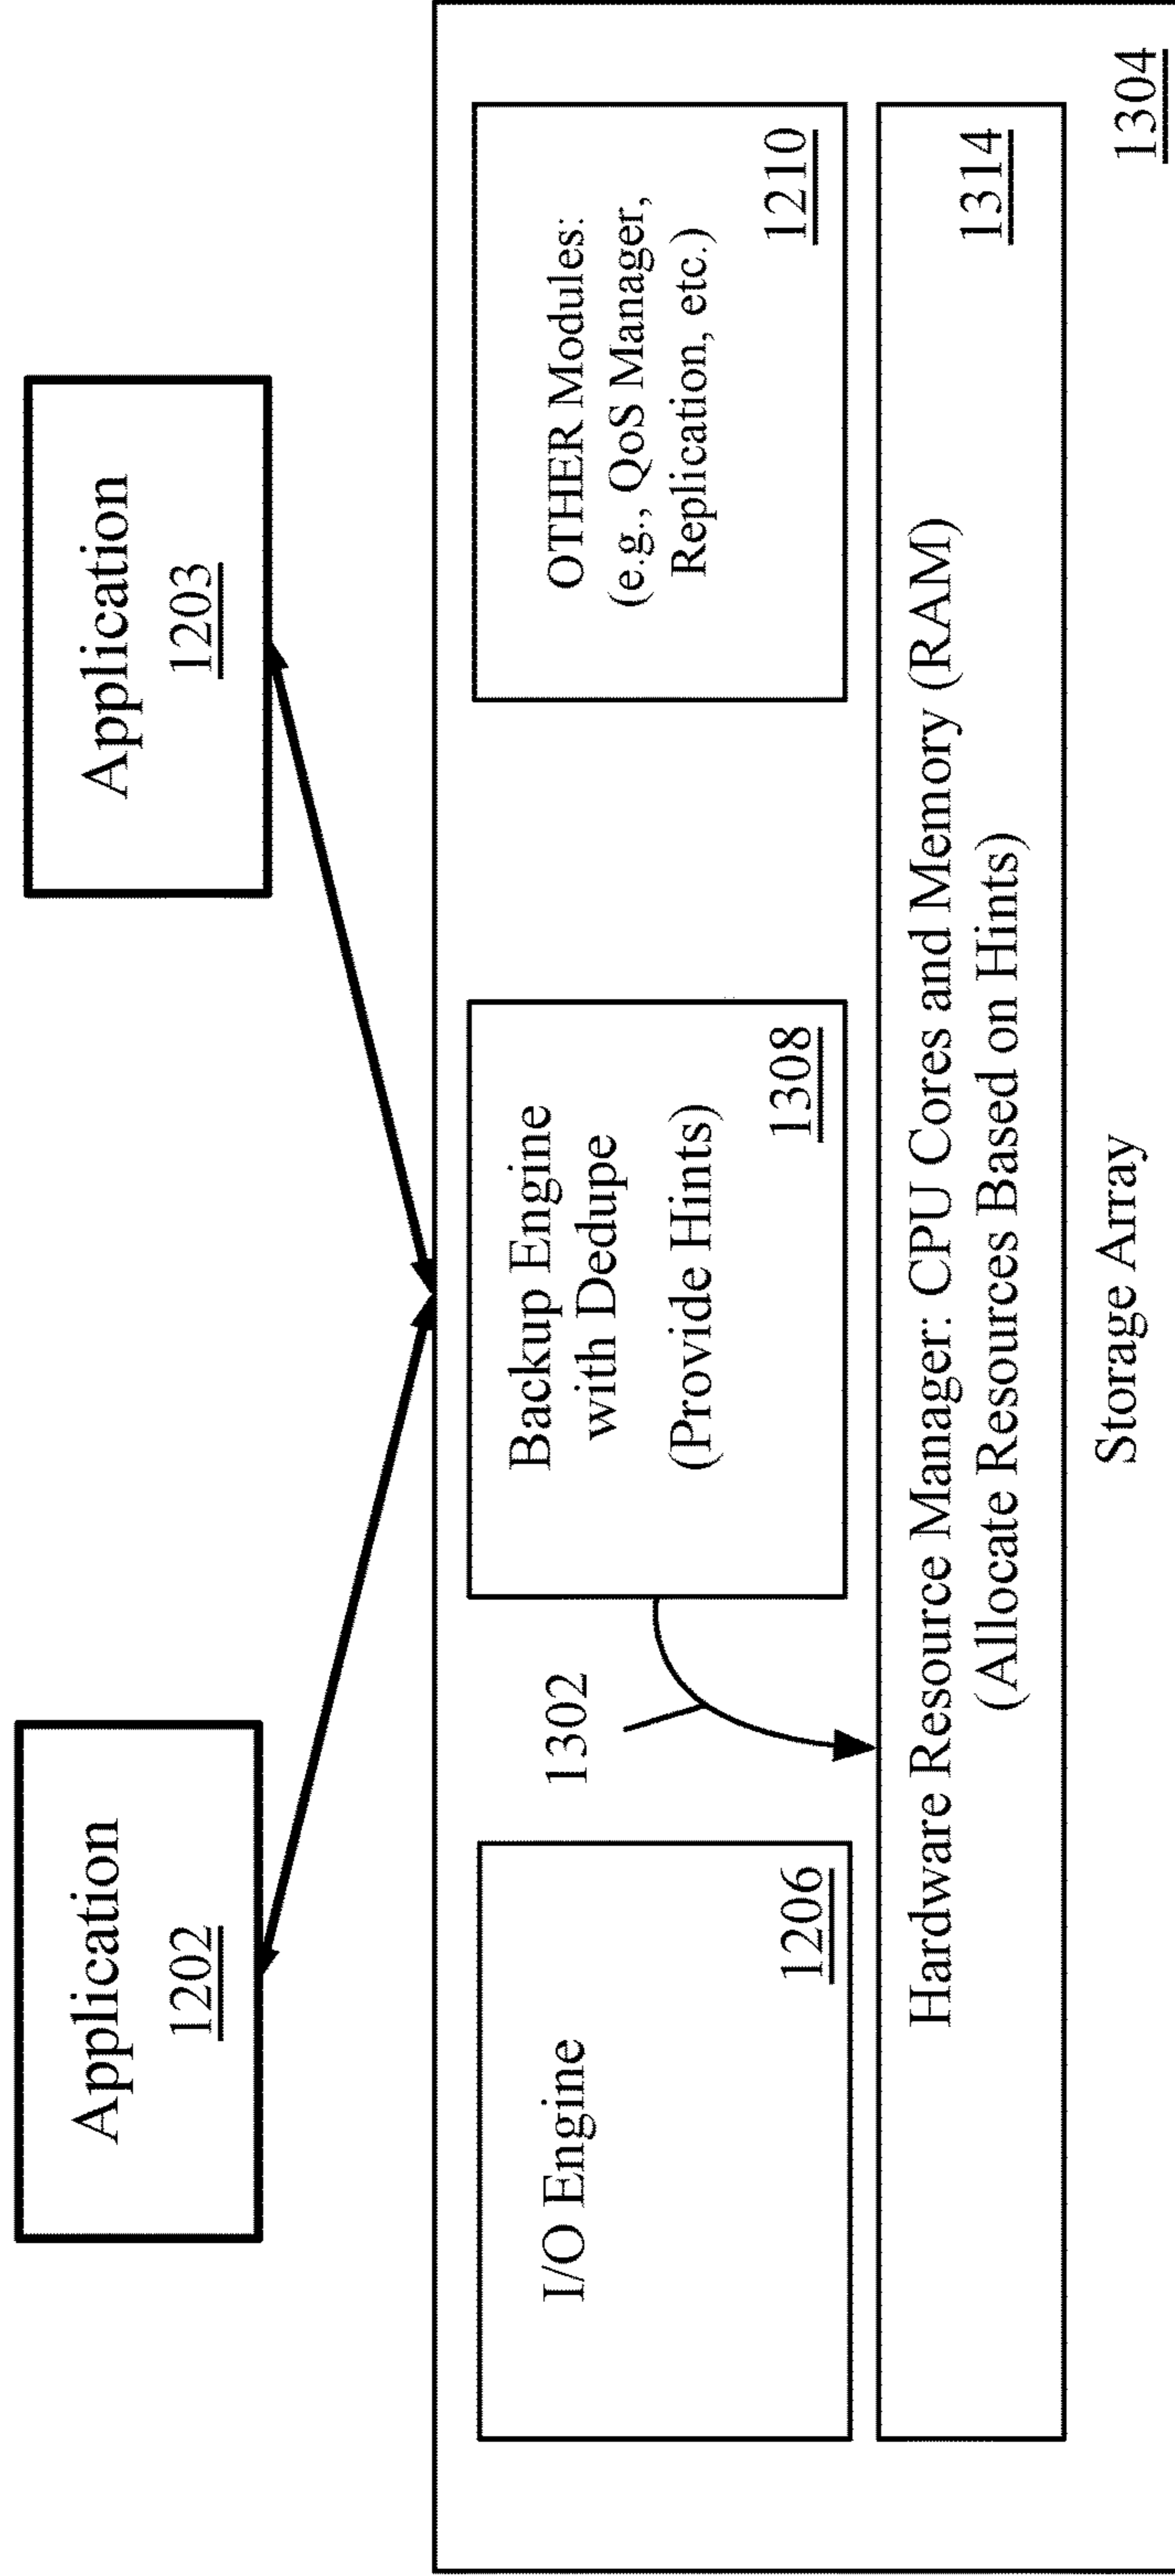 Application
1202
Application
1203
I/O Engine
1206
1302
Backup Engine
with Dedupe
(Provide Hints)
1308
OTHER Modules:
(e.g., QoS Manager,
Replication, etc.)
1210
Hardware Resource Manager: CPU Cores and Memory (RAM)
(Allocate Resources Based on Hints)
1314
Storage Array
1304